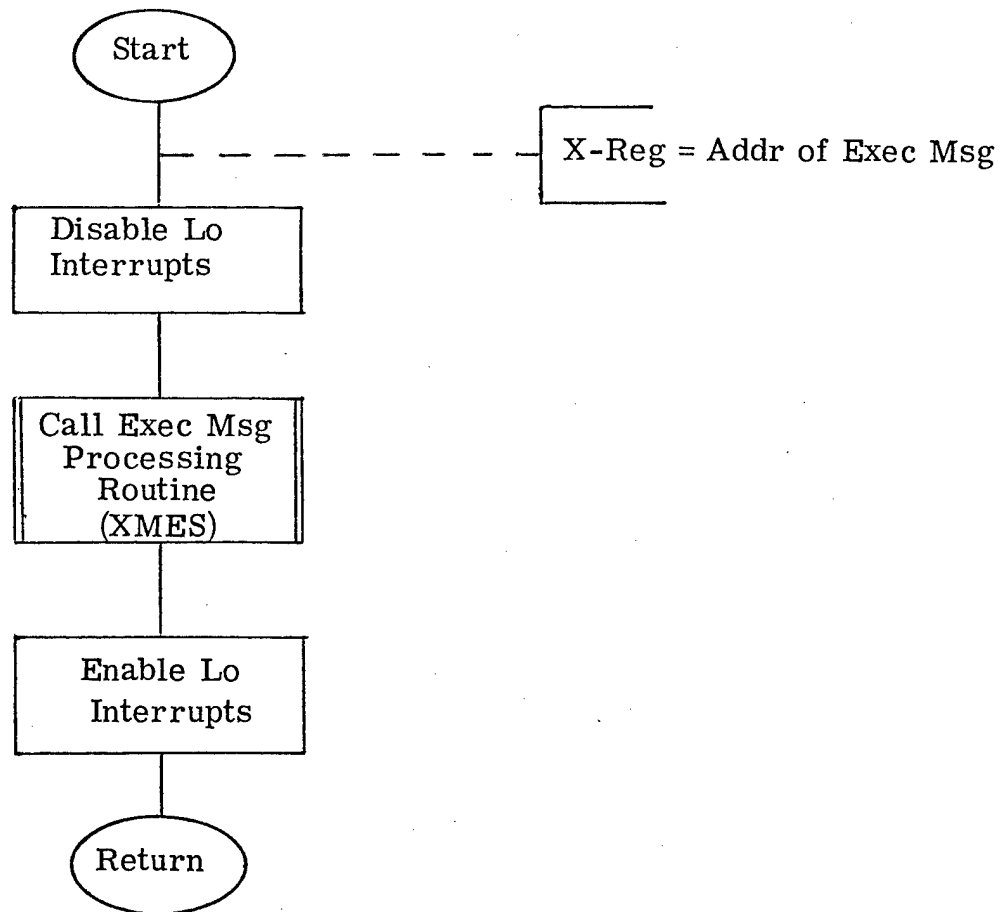 Start
X-Reg = Addr of Exec Msg
Disable Lo
Interrupts
Call Exec Msg
Processing
Routine
(XMES)
Enable Lo
Interrupts
Return